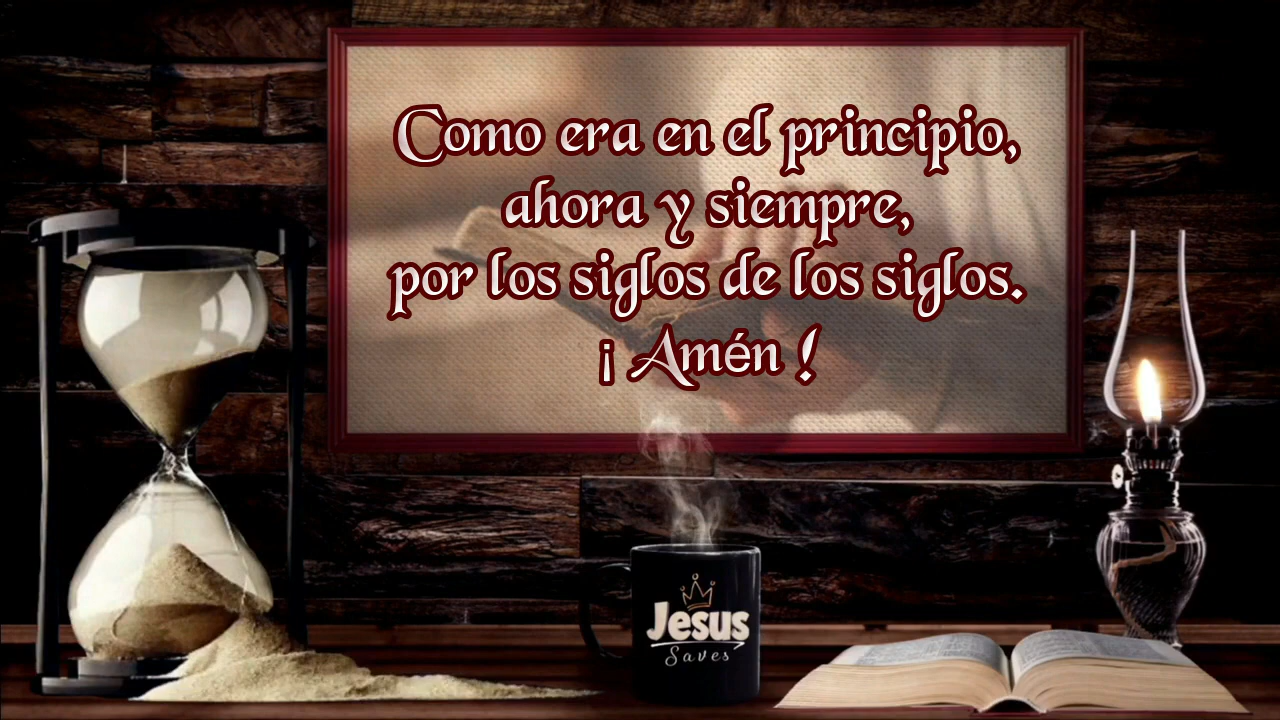 Como era en el principio,
ahora y siempre,
por los siglos de los siglos.
¡ Amén !
Jesus
Saves